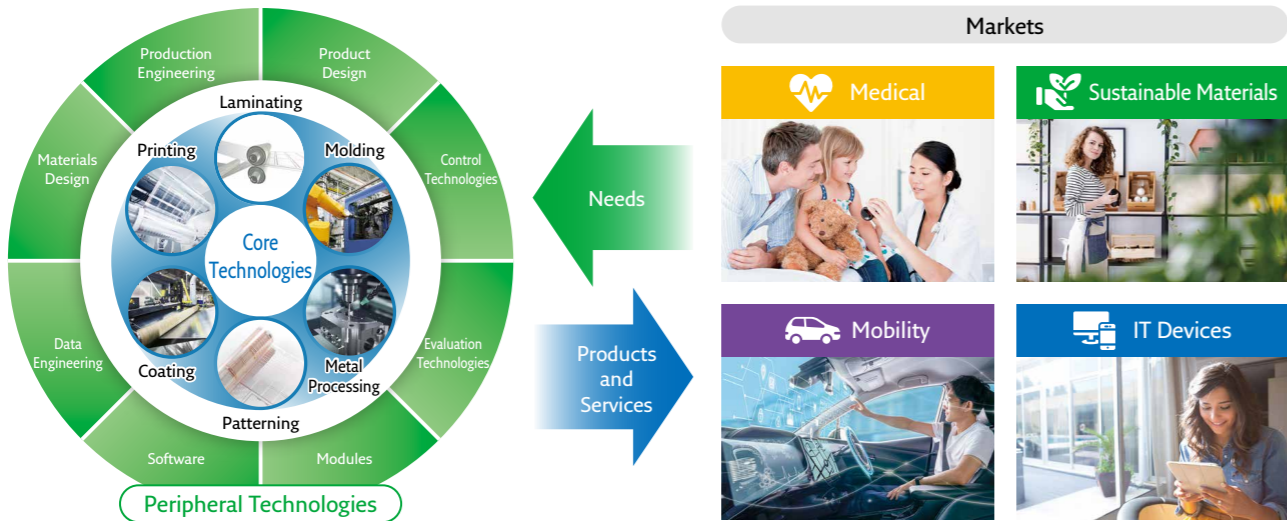 Production
Engineering
Product
Design
Control
Technologies
Evaluation
Technologies
Modules
Software
Data
Engineering
Materials
Design
Laminating
Molding
Metal
Processing
Patterning
Coating
Printing
Core
Technologies
Peripheral Technologies
Needs
Products
and
Services
Markets
Medical
Sustainable Materials
Mobility
IT Devices